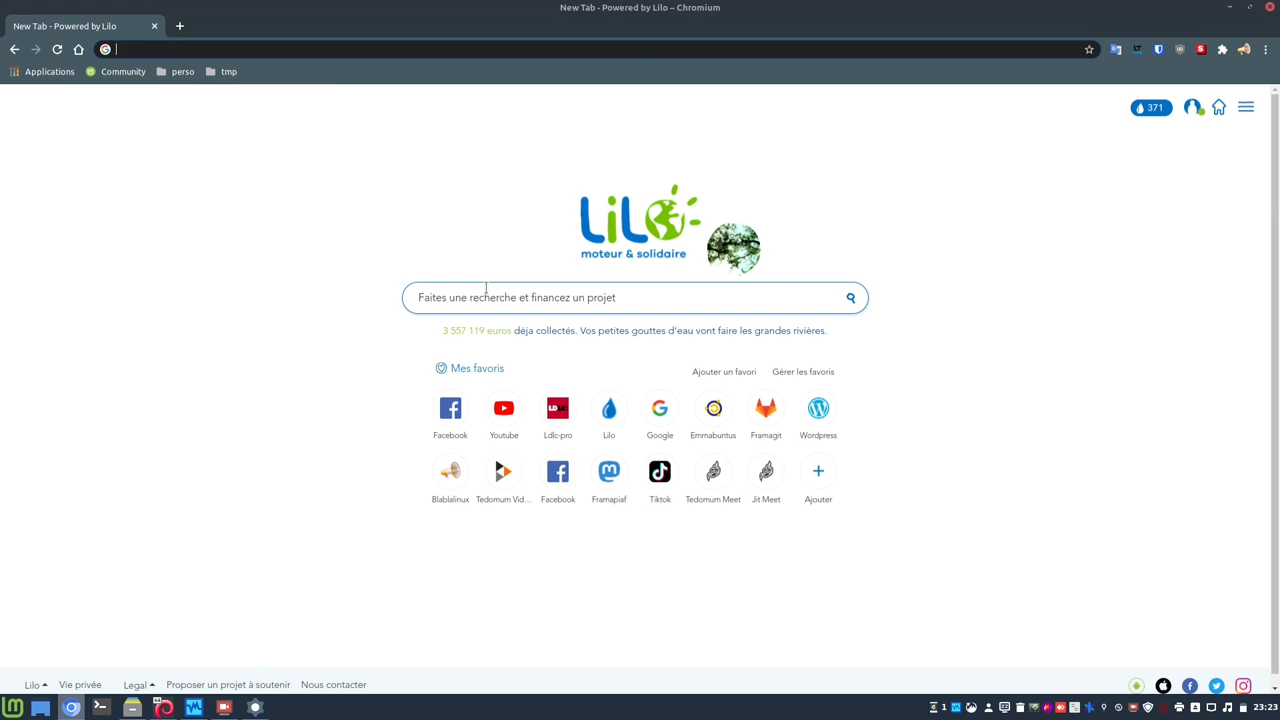 New Tab - Powered by Lilo – Chromium
New Tab - Powered by Lilo
Applications Community perso tmp
371
LiLO
moteur & solidaire
Faites une recherche et financez un projet
3 557 119 euros déja collectés. Vos petites gouttes d'eau vont faire les grandes rivières.
Mes favoris Ajouter un favori Gérer les favoris
Facebook Youtube Ldlc-pro Lilo Google Emmabuntus Framagit Wordpress
Blablalinux Tedomum Vid... Facebook Framapiaf Tiktok Tedomum Meet Jit Meet Ajouter
Lilo Vie privée Legal Proposer un projet à soutenir Nous contacter
1 23:23